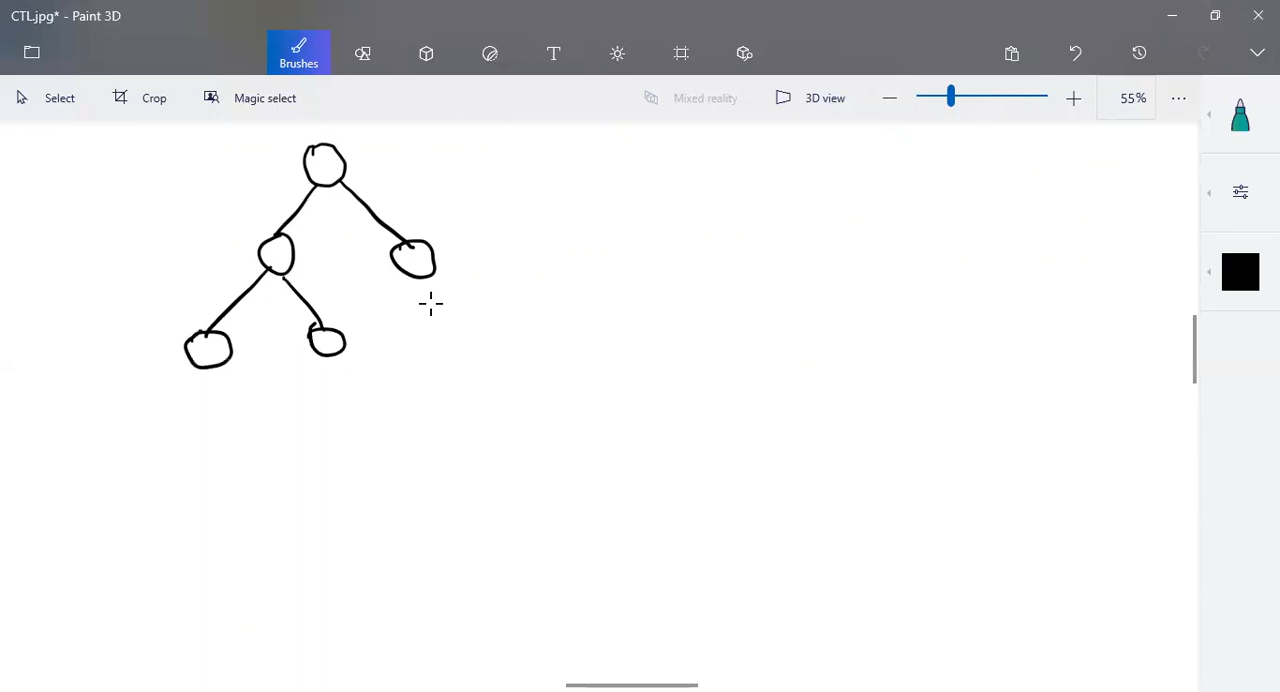 CTL.jpg* - Paint 3D
Brushes
Select Crop Magic select Mixed reality 3D view 55%